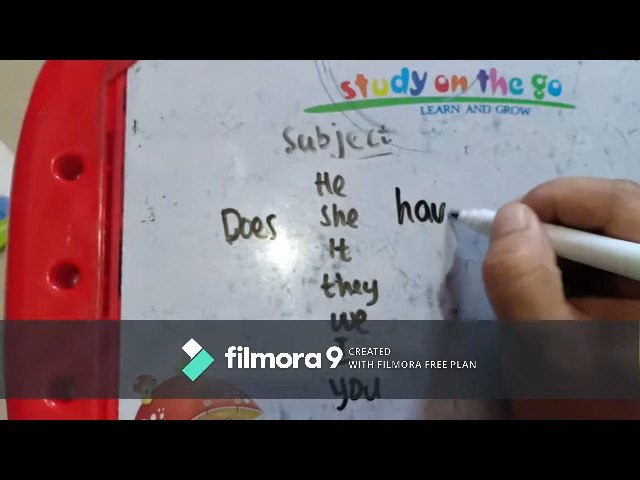 study on the go
LEARN AND GROW
Subject
He
Does she hav
It
they
we
I
you
filmora 9 CREATED
WITH FILMORA FREE PLAN